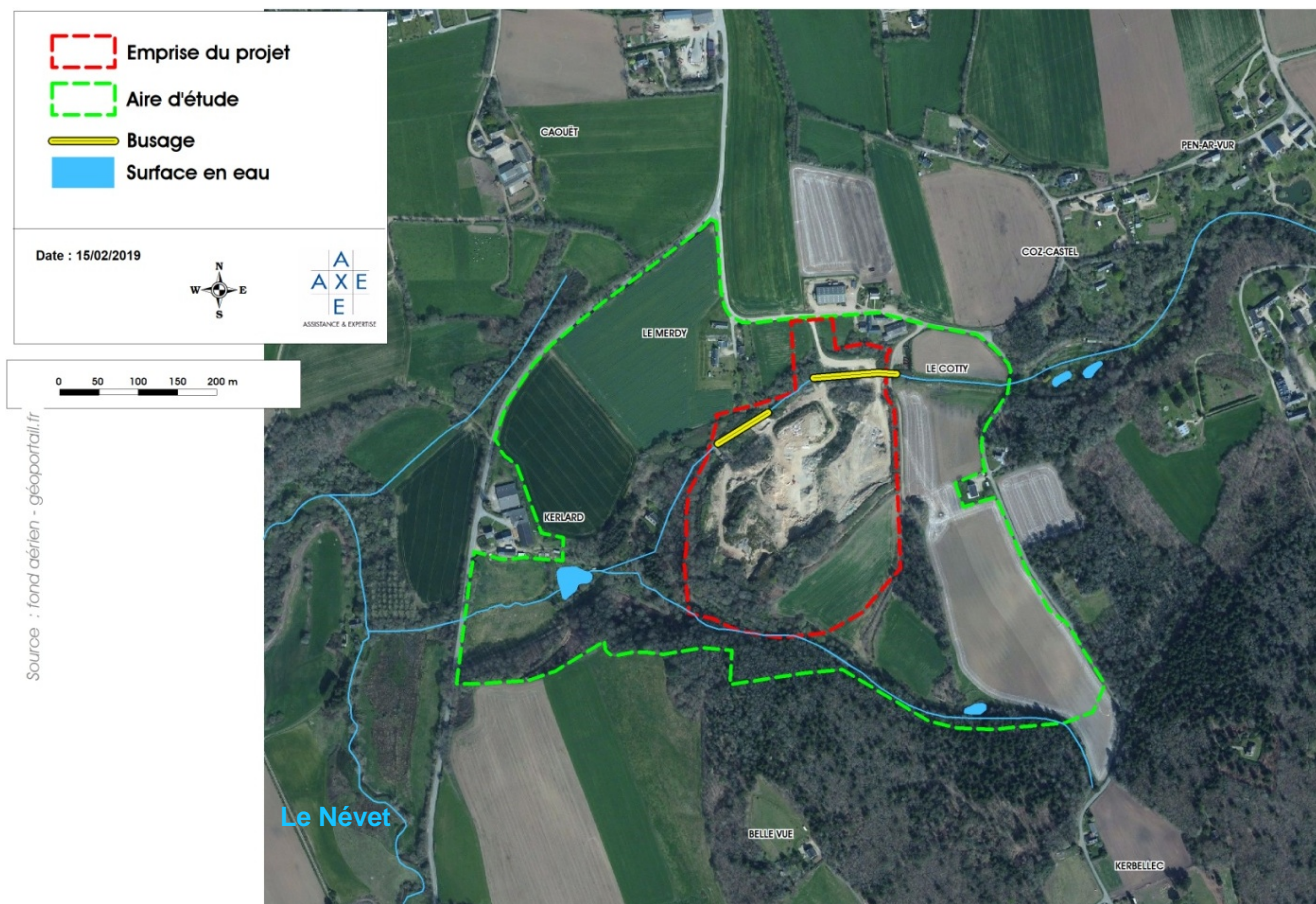 Emprise du projet
Aire d'étude
Busage
Surface en eau
Date : 15/02/2019
N
W E
S
A
A X E
E
ASSISTANCE & EXPERTISE
0 50 100 150 200 m
Source : fond aérien - géoportail.fr
CAOUËT
PEN-AR-VUR
COZ-CASTEL
LE MERDY
LE COTTY
KERLARD
Le Névet
BELLE VUE
KERBELLEC